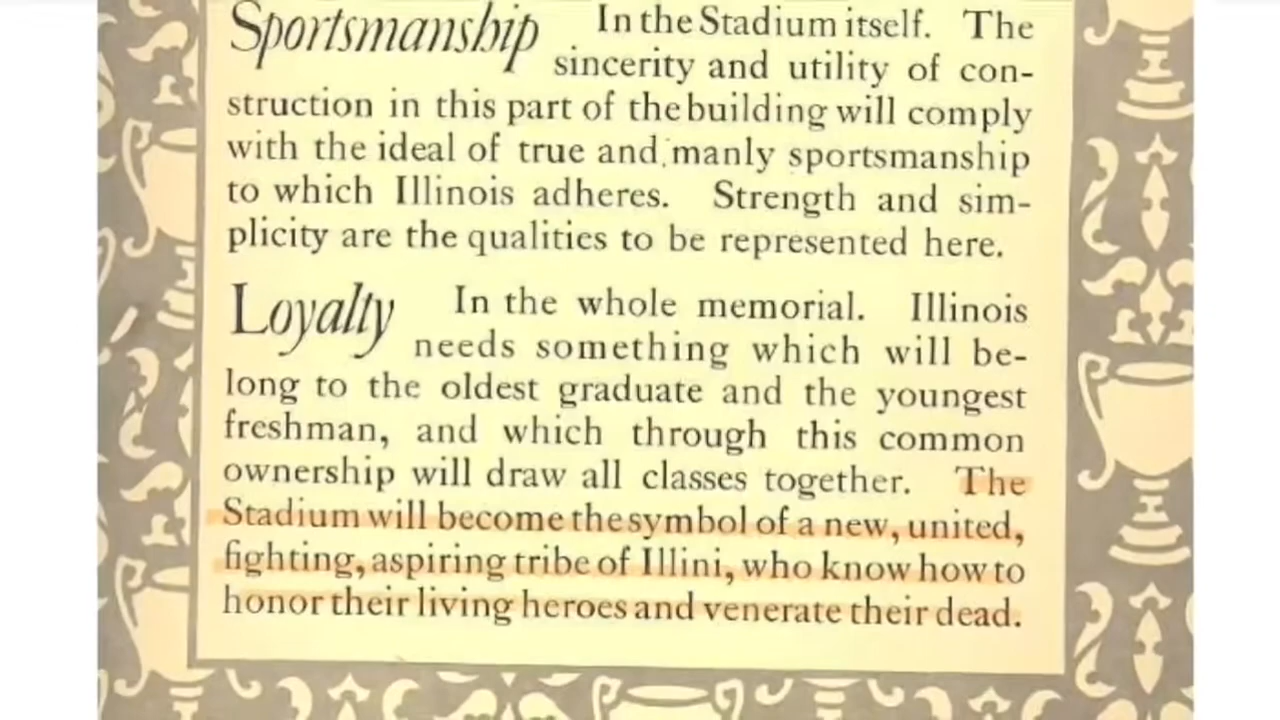 Sportsmanship In the Stadium itself. The
sincerity and utility of con-
struction in this part of the building will comply
with the ideal of true and manly sportsmanship
to which Illinois adheres. Strength and sim-
plicity are the qualities to be represented here.
Loyalty In the whole memorial. Illinois
needs something which will be-
long to the oldest graduate and the youngest
freshman, and which through this common
ownership will draw all classes together. The
Stadium will become the symbol of a new, united,
fighting, aspiring tribe of Illini, who know how to
honor their living heroes and venerate their dead.